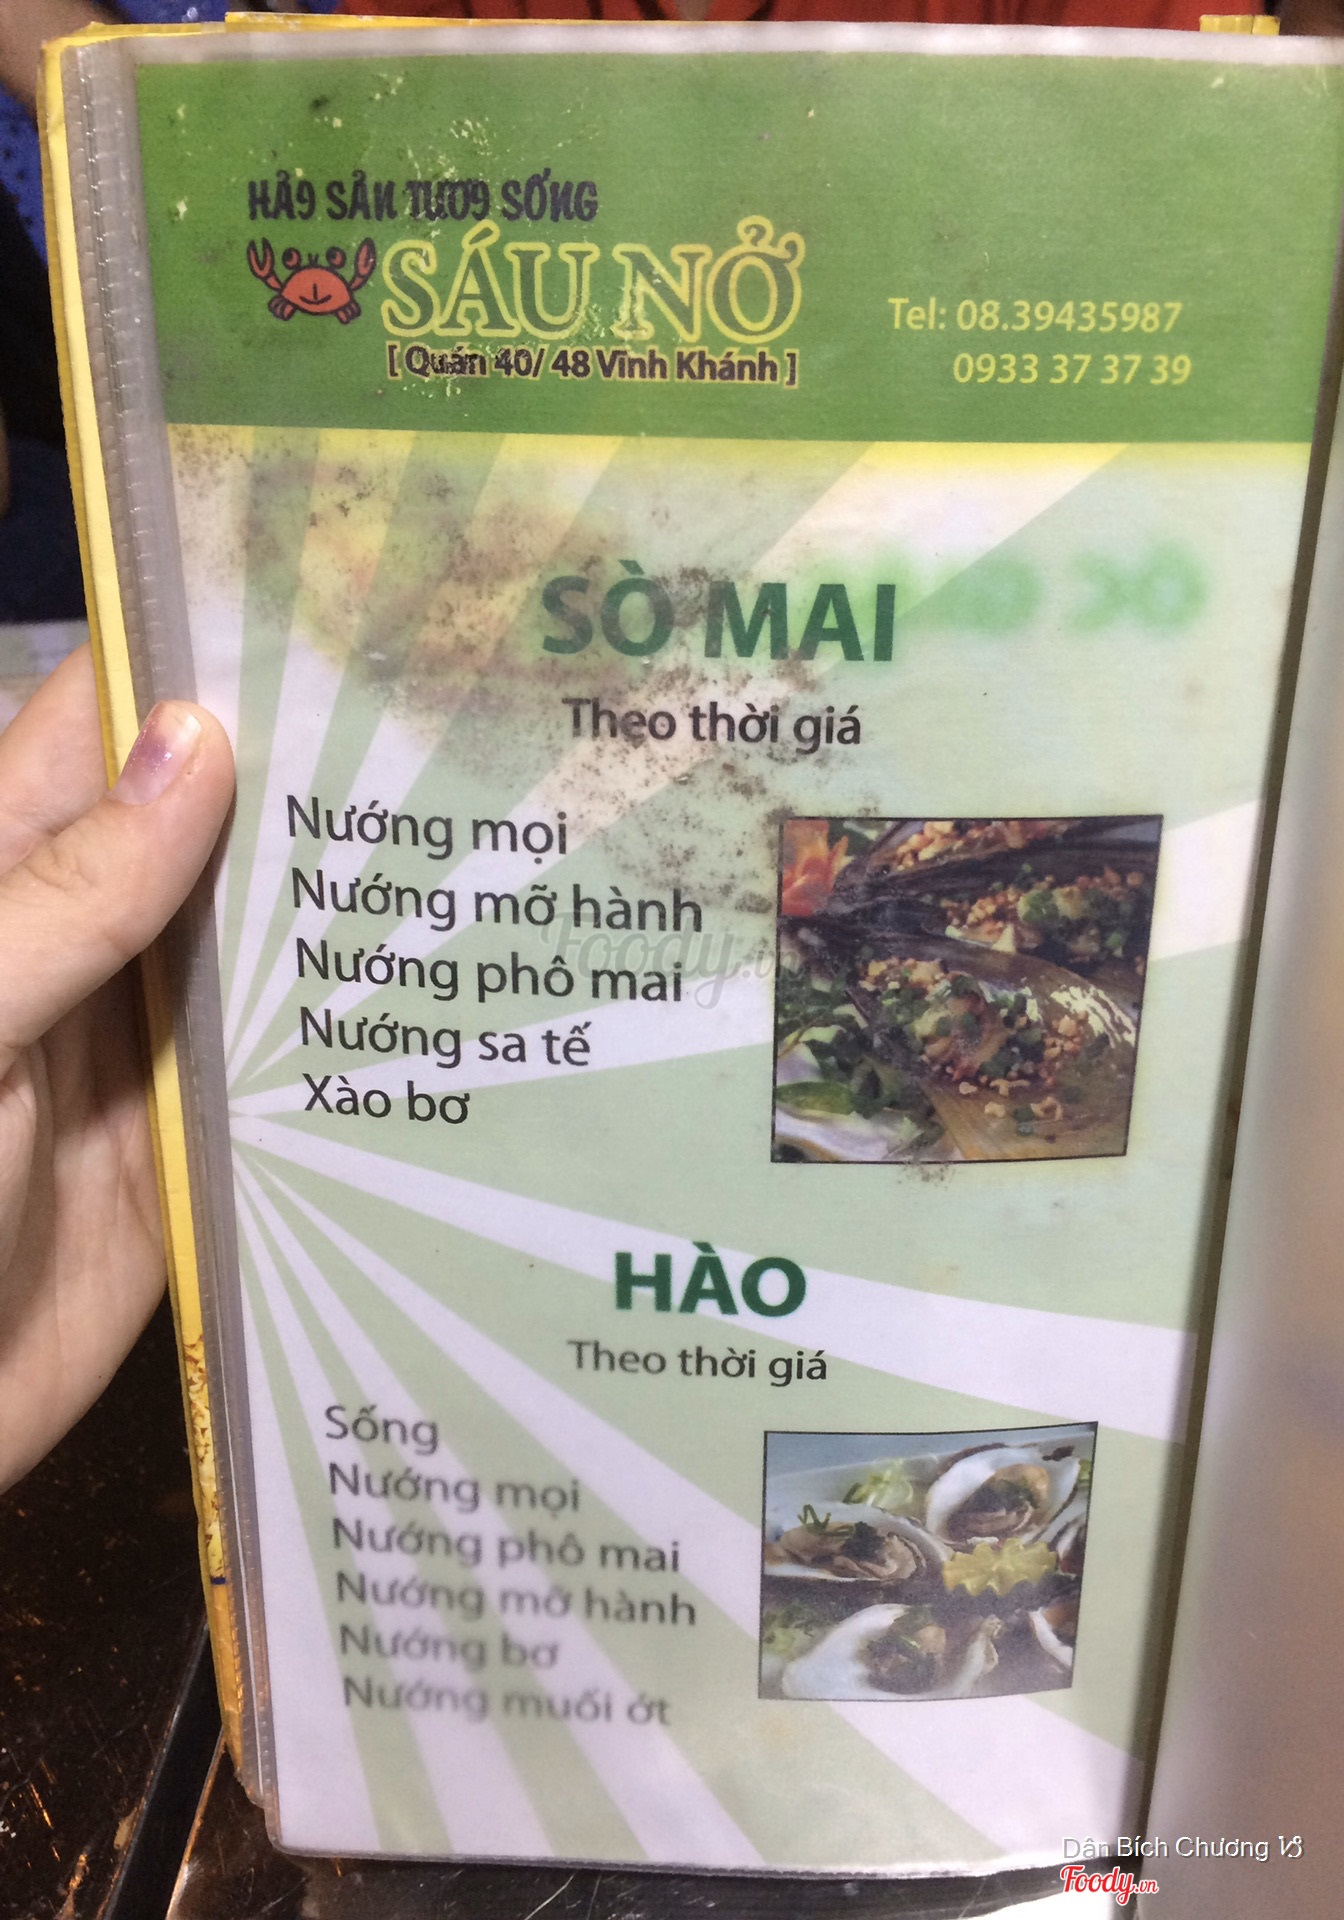 HẢI SẢN TƯƠI SỐNG
SÁU NỞ
[ Quán 40/ 48 Vĩnh Khánh ]
Tel: 08.39435987
0933 37 37 39
SÒ MAI
Theo thời giá
Nướng mọi
Nướng mỡ hành
Nướng phô mai
Nướng sa tế
Xào bơ
Foody.vn
HÀO
Theo thời giá
Sống
Nướng mọi
Nướng phô mai
Nướng mỡ hành
Nướng bơ
Nướng muối ớt
Dân Bích Chương
Foody.vn